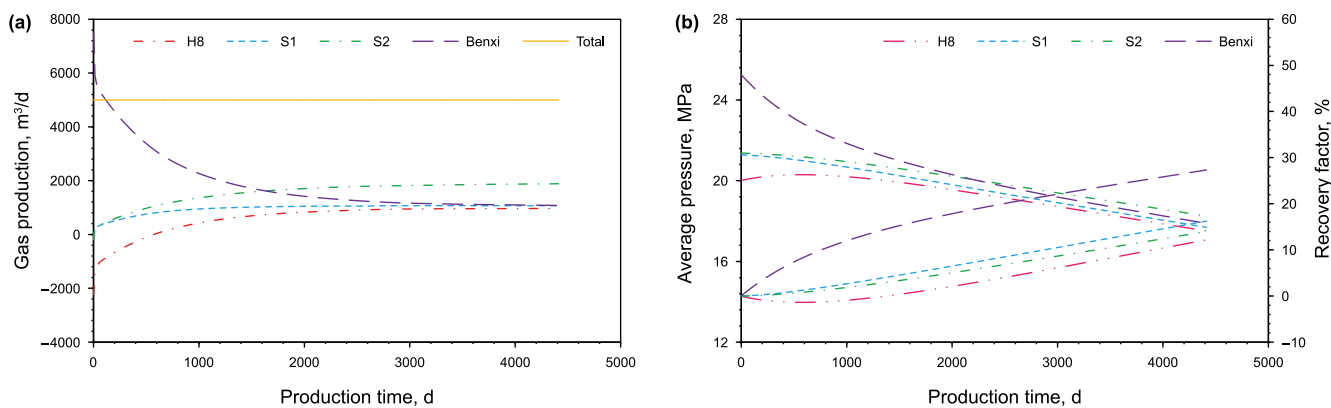 (a)
H8 S1 S2 Benxi Total
Gas production, m³/d
8000
6000
4000
2000
0
−2000
−4000
0 1000 2000 3000 4000 5000
Production time, d
(b)
H8 S1 S2 Benxi
Average pressure, MPa
28
24
20
16
12
Recovery factor, %
60
50
40
30
20
10
0
−10
0 1000 2000 3000 4000 5000
Production time, d